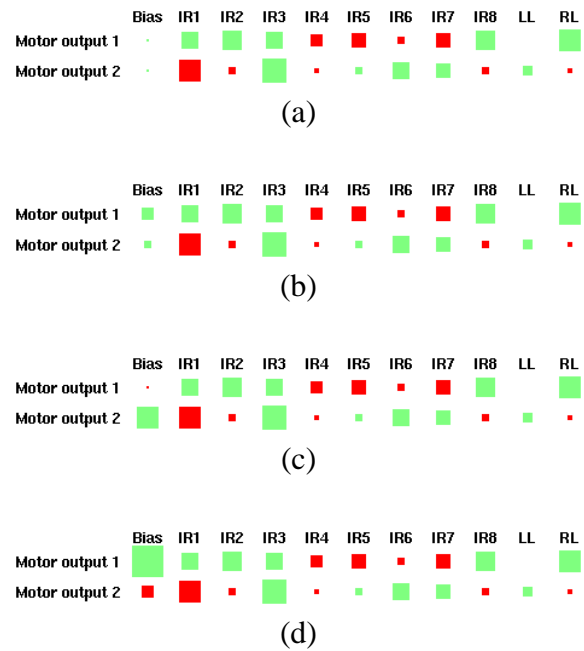 Bias IR1 IR2 IR3 IR4 IR5 IR6 IR7 IR8 LL RL
Motor output 1
Motor output 2
(a)
Bias IR1 IR2 IR3 IR4 IR5 IR6 IR7 IR8 LL RL
Motor output 1
Motor output 2
(b)
Bias IR1 IR2 IR3 IR4 IR5 IR6 IR7 IR8 LL RL
Motor output 1
Motor output 2
(c)
Bias IR1 IR2 IR3 IR4 IR5 IR6 IR7 IR8 LL RL
Motor output 1
Motor output 2
(d)